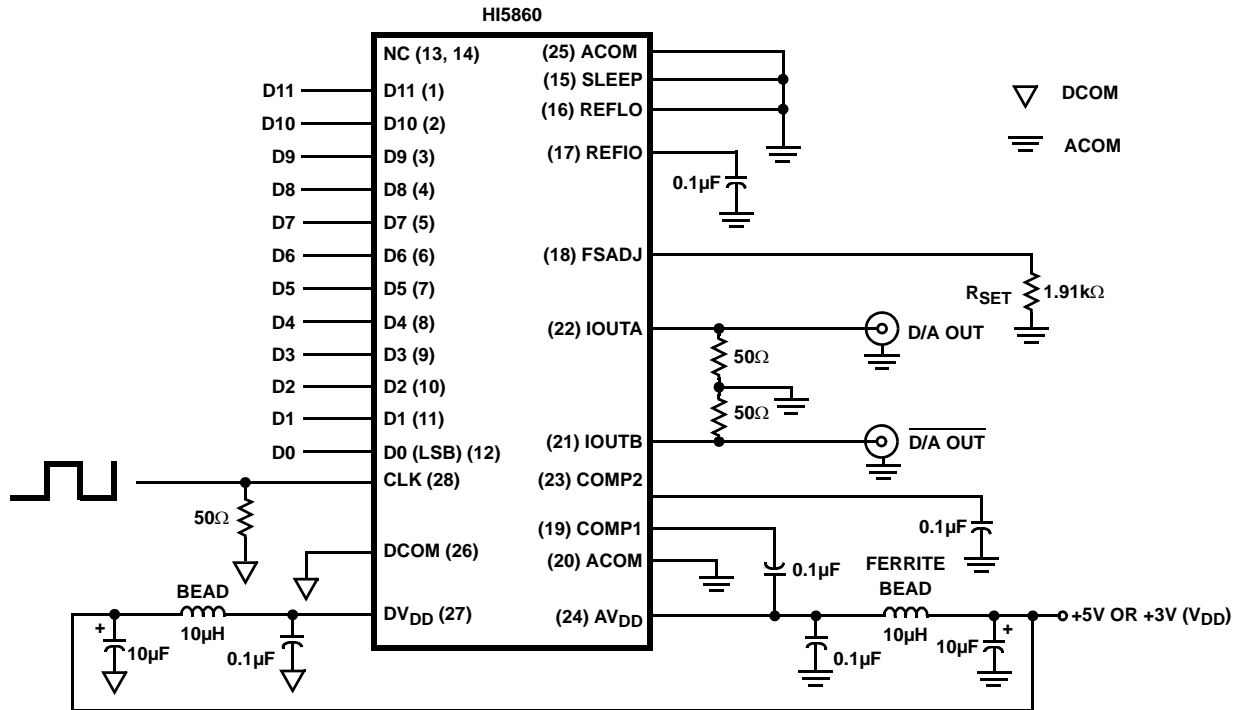 HI5860
NC (13, 14)
D11
D11 (1)
D10
D10 (2)
D9
D9 (3)
D8
D8 (4)
D7
D7 (5)
D6
D6 (6)
D5
D5 (7)
D4
D4 (8)
D3
D3 (9)
D2
D2 (10)
D1
D1 (11)
D0
D0 (LSB) (12)
CLK (28)
50Ω
DCOM (26)
BEAD
10µH
DVDD (27)
+
10µF
0.1µF
(25) ACOM
(15) SLEEP
(16) REFLO
(17) REFIO
0.1µF
(18) FSADJ
RSET
1.91kΩ
(22) IOUTA
D/A OUT
50Ω
50Ω
(21) IOUTB
D/A OUT
(23) COMP2
0.1µF
(19) COMP1
0.1µF
(20) ACOM
FERRITE
BEAD
10µH
(24) AVDD
0.1µF
+
10µF
+5V OR +3V (VDD)
DCOM
ACOM